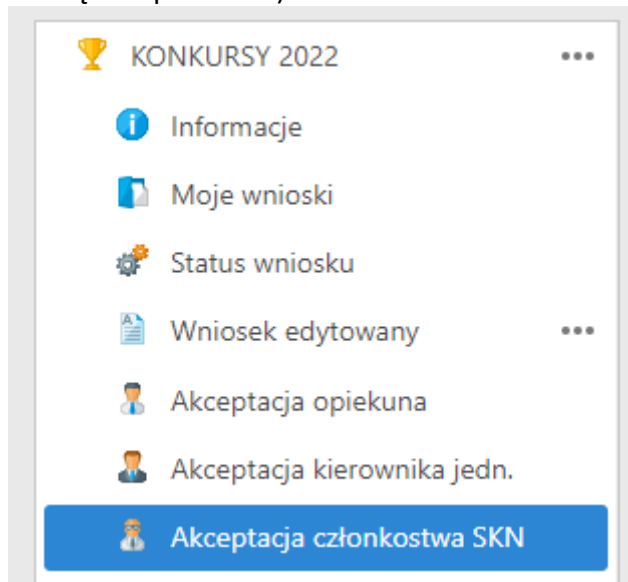 KONKURSY 2022
Informacje
Moje wnioski
Status wniosku
Wniosek edytowany
Akceptacja opiekuna
Akceptacja kierownika jedn.
Akceptacja członkostwa SKN